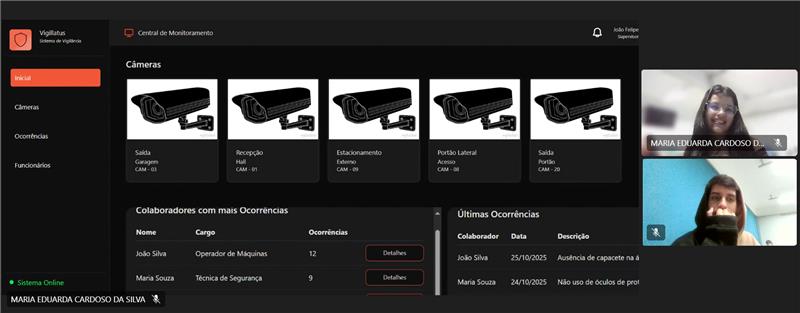 Vigillatus
Sistema de Vigilância
Central de Monitoramento
João Felipe
Supervisor
Inicial
Câmeras
Ocorrências
Funcionários
Sistema Online
Câmeras
Saída
Garagem
CAM - 03
Recepção
Hall
CAM - 01
Estacionamento
Externo
CAM - 09
Portão Lateral
Acesso
CAM - 08
Saída
Portão
CAM - 20
Colaboradores com mais Ocorrências
Nome Cargo Ocorrências
João Silva Operador de Máquinas 12 Detalhes
Maria Souza Técnica de Segurança 9 Detalhes
Últimas Ocorrências
Colaborador Data Descrição
João Silva 25/10/2025 Ausência de capacete na á
Maria Souza 24/10/2025 Não uso de óculos de prot
MARIA EDUARDA CARDOSO D...
MARIA EDUARDA CARDOSO DA SILVA